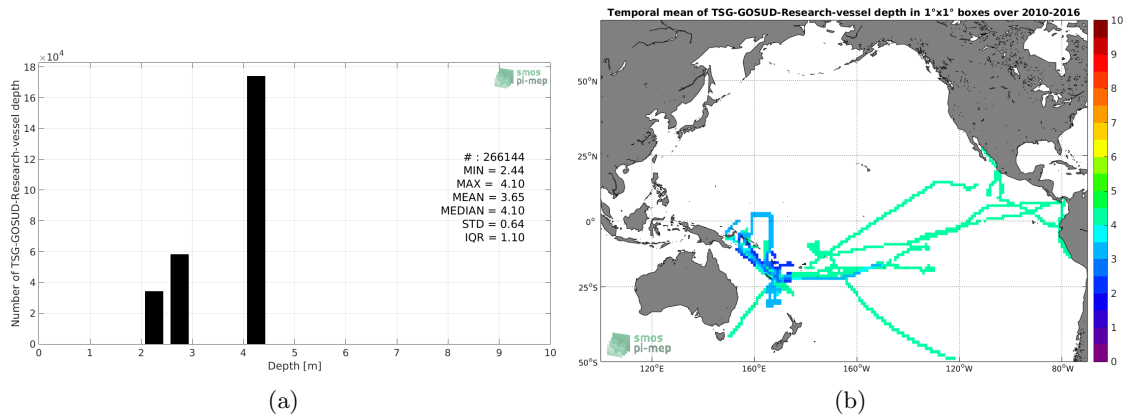 ×10⁴
18
16
14
12
10
8
6
4
2
0
Number of TSG-GOSUD-Research-vessel depth
smos
pi-mep
# : 266144
MIN = 2.44
MAX = 4.10
MEAN = 3.65
MEDIAN = 4.10
STD = 0.64
IQR = 1.10
0 1 2 3 4 5 6 7 8 9 10
Depth [m]
(a)
Temporal mean of TSG-GOSUD-Research-vessel depth in 1°x1° boxes over 2010-2016
50°N
25°N
0°
25°S
50°S
120°E 160°E 160°W 120°W 80°W
smos
pi-mep
10
9
8
7
6
5
4
3
2
1
0
(b)